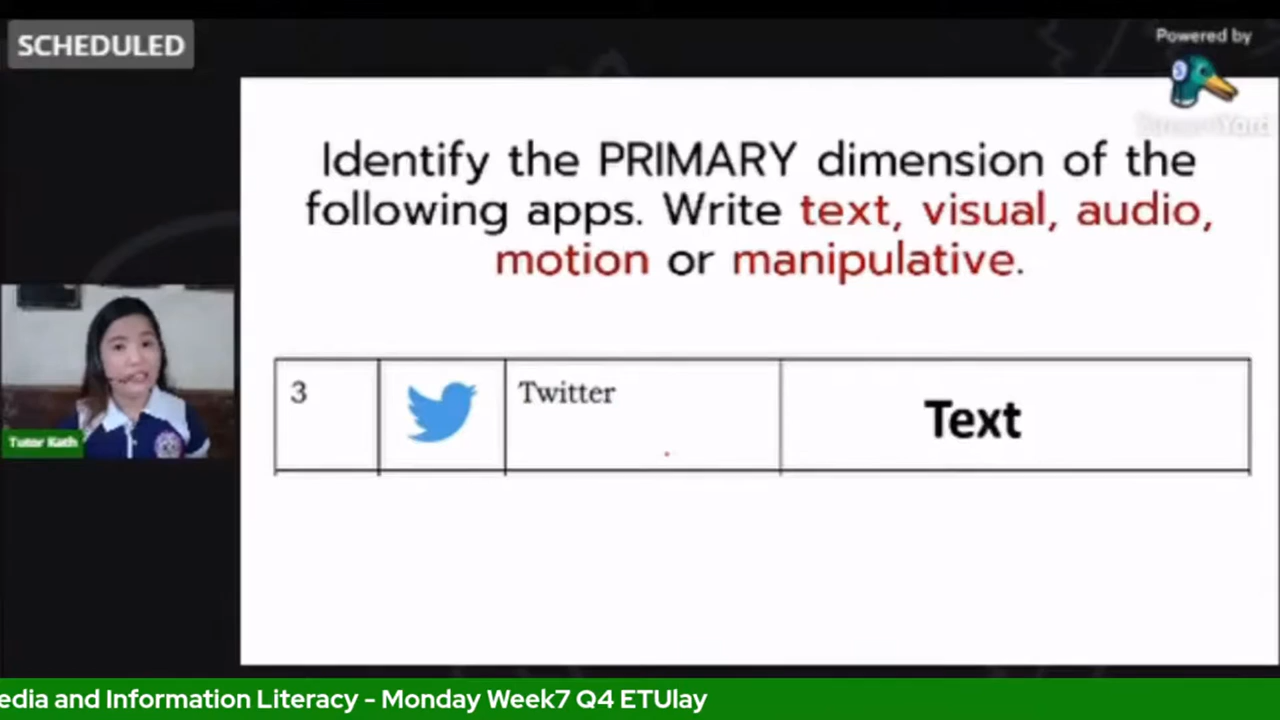 SCHEDULED
Powered by
Identify the PRIMARY dimension of the
following apps. Write text, visual, audio,
motion or manipulative.
3 Twitter Text
Tutor Kath
edia and Information Literacy - Monday Week7 Q4 ETUlay